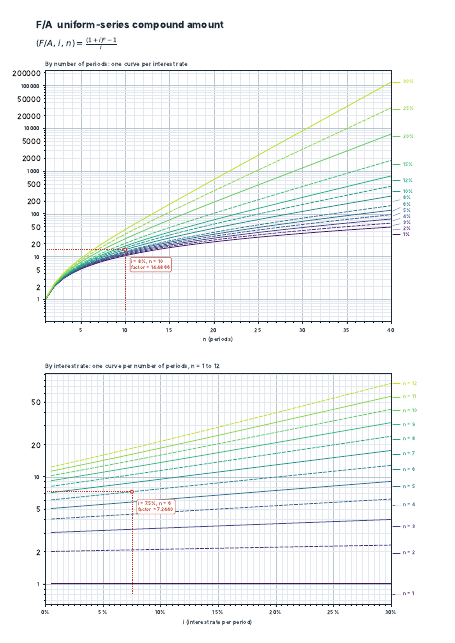 F/A uniform-series compound amount
(F/A, i, n) = ((1 + i)ⁿ − 1) / i
By number of periods: one curve per interest rate
200000
100000
50000
20000
10000
5000
2000
1000
500
200
100
50
20
10
5
2
1
30%
25%
20%
15%
12%
10%
8%
6%
5%
4%
3%
2%
1%
i = 8%, n = 10
5
10
15
20
25
30
35
40
n (periods)
By interest rate: one curve per number of periods, n = 1 to 12
50
20
10
5
2
1
n = 12
n = 11
n = 10
n = 9
n = 8
n = 7
n = 6
n = 5
n = 4
n = 3
n = 2
n = 1
i = 7.5%, n = 6
factor = 7.2440
0%
5%
10%
15%
20%
25%
30%
i (interest rate per period)